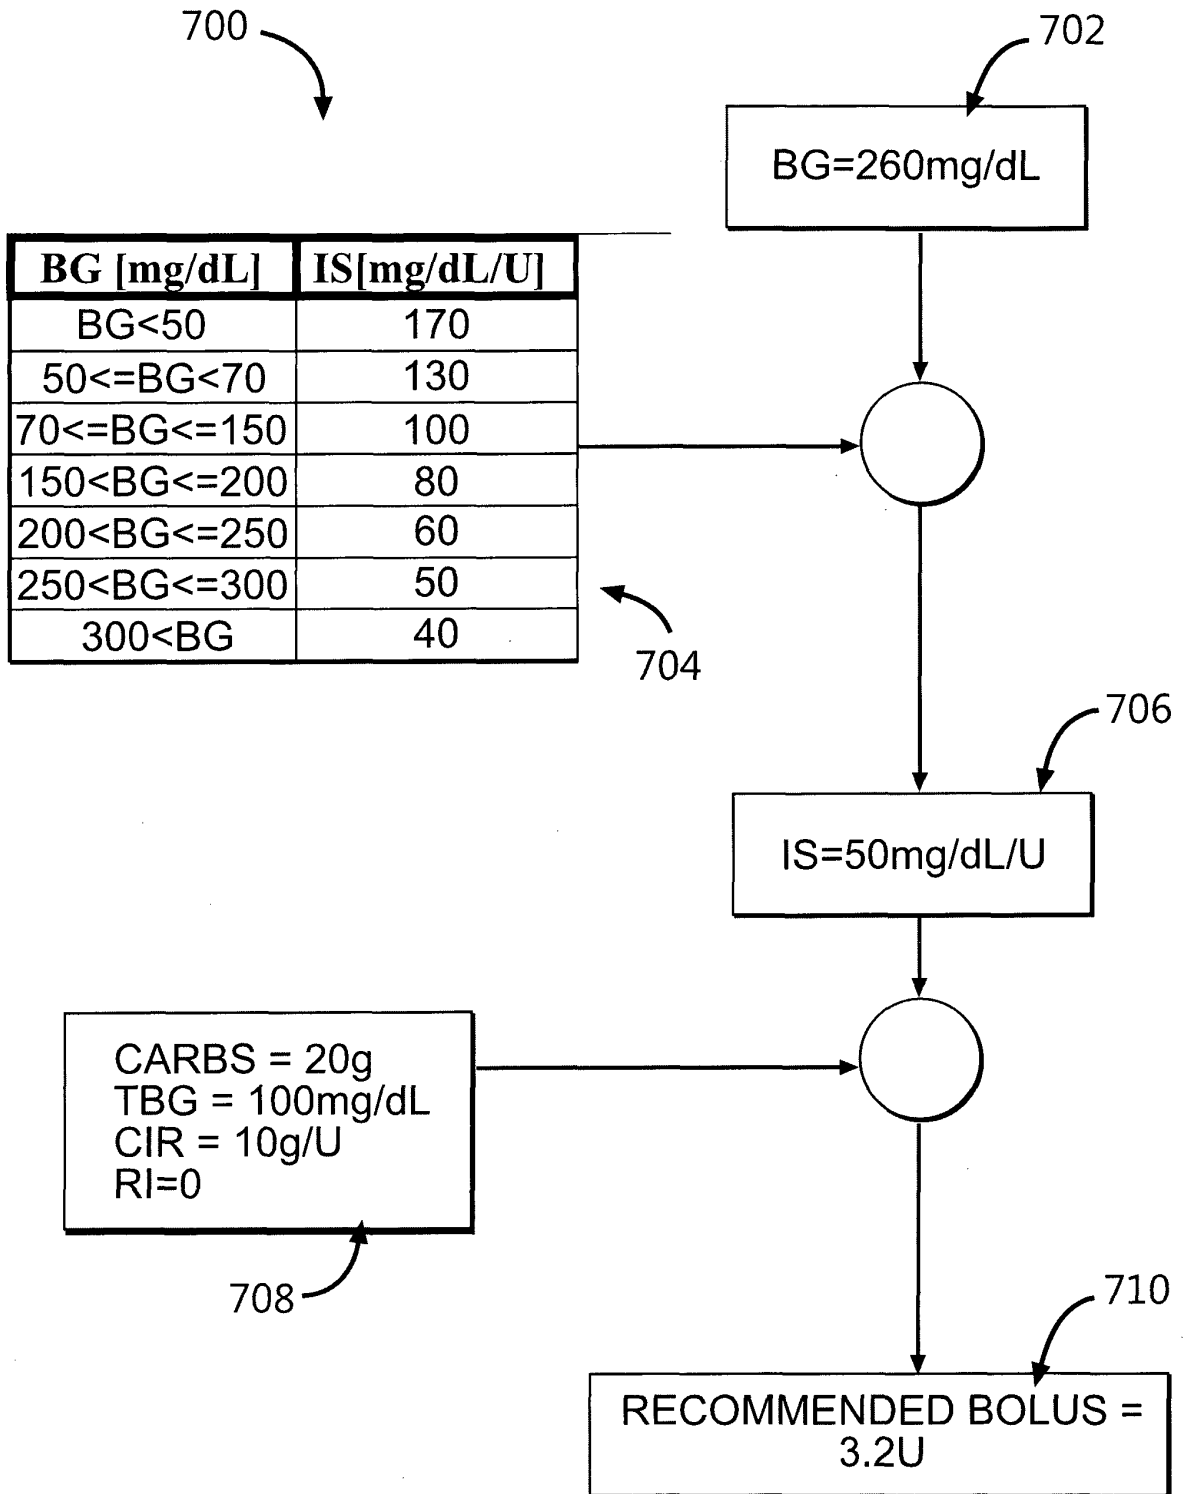 700
702
BG=260mg/dL
BG [mg/dL] IS[mg/dL/U]
BG<50 170
50<=BG<70 130
70<=BG<=150 100
150<BG<=200 80
200<BG<=250 60
250<BG<=300 50
300<BG 40
704
706
IS=50mg/dL/U
CARBS = 20g
TBG = 100mg/dL
CIR = 10g/U
RI=0
708
710
RECOMMENDED BOLUS =
3.2U